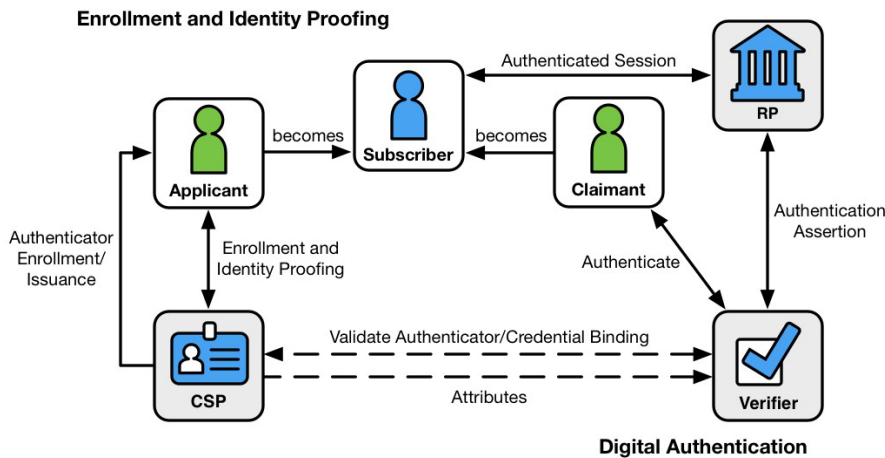 Enrollment and Identity Proofing
Authenticated Session
RP
becomes
Subscriber
becomes
Applicant
Claimant
Authenticator
Enrollment/
Issuance
Enrollment and
Identity Proofing
Authenticate
Authentication
Assertion
Validate Authenticator/Credential Binding
CSP
Attributes
Verifier
Digital Authentication